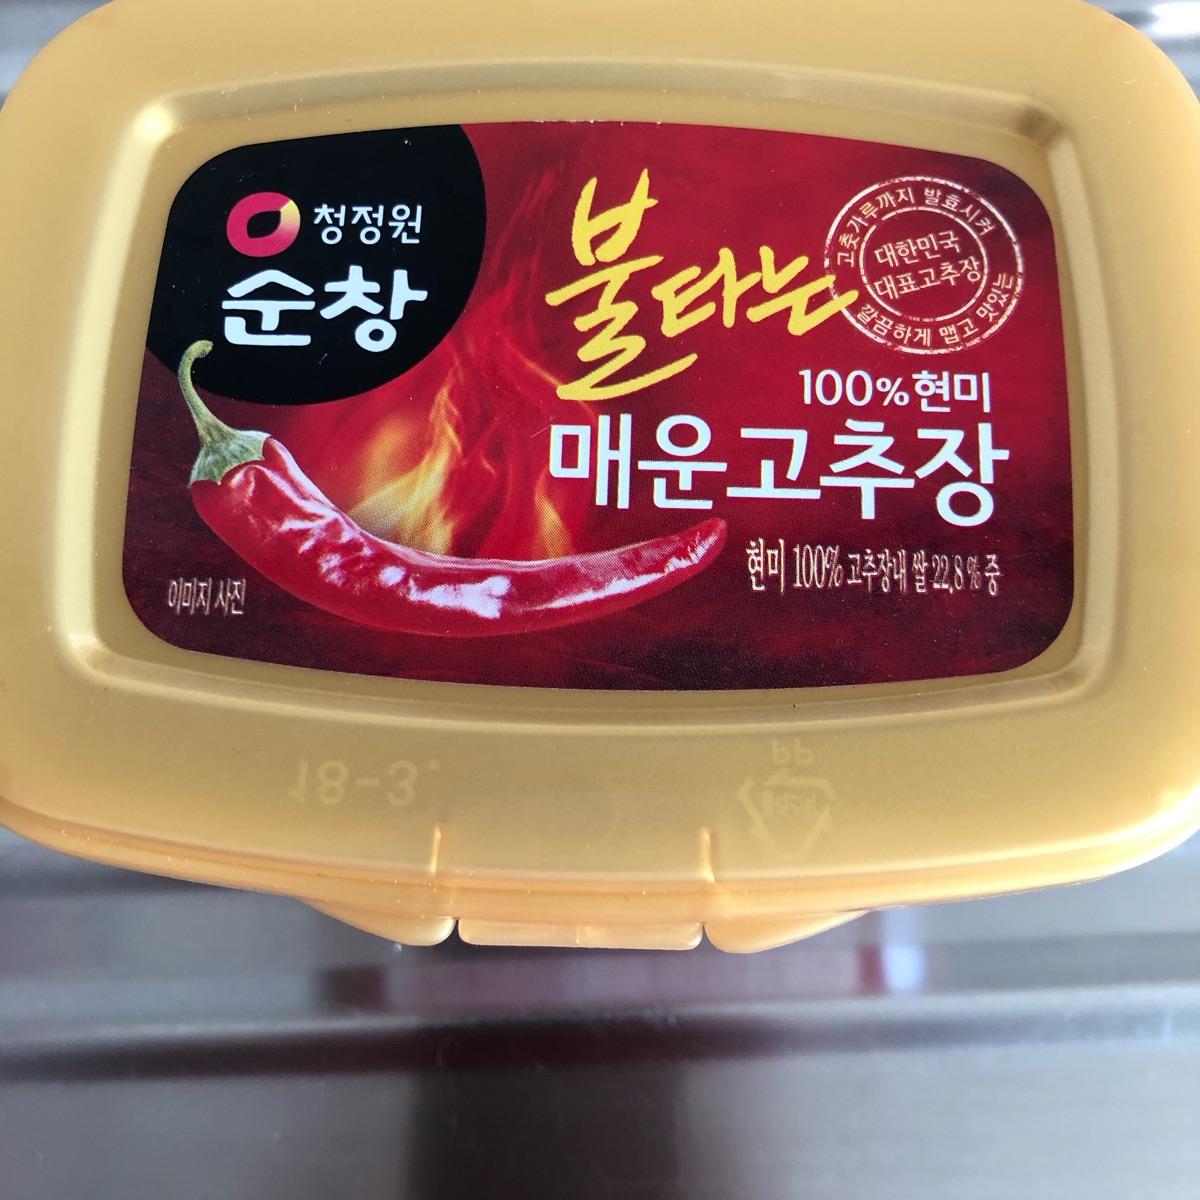 청정원
순창
불타는
고춧가루까지 발효시켜
대한민국
대표고추장
깔끔하게 맵고 맛있는
100%현미
매운고추장
현미 100% 고추장내 쌀 22.8%중
이미지 사진
18-3.
PP